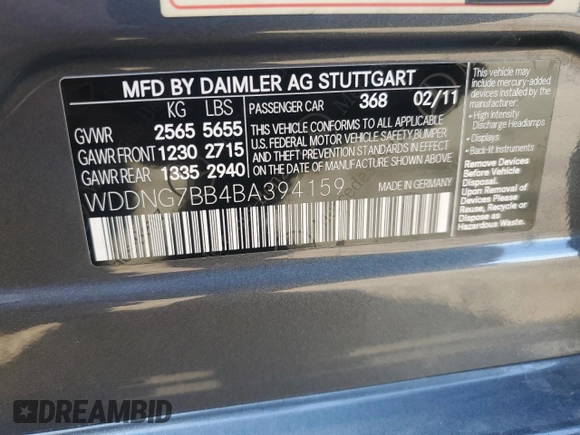 MFD BY DAIMLER AG STUTTGART
KG LBS PASSENGER CAR 368 02/11
GVWR 2565 5655
GAWR FRONT 1230 2715
GAWR REAR 1335 2940
THIS VEHICLE CONFORMS TO ALL APPLICABLE
U.S. FEDERAL MOTOR VEHICLE SAFETY, BUMPER
AND THEFT PREVENTION STANDARDS IN EFFECT
ON THE DATE OF MANUFACTURE SHOWN ABOVE.
WDDNG7BB4BA394159
MADE IN GERMANY
This vehicle may
include mercury-added
devices installed by the
manufacturer:
• High Intensity
Discharge Headlamps
• Displays
• Back-lit Instruments
Remove Devices
Before Vehicle
Disposal.
Upon Removal of
Devices Please
Reuse, Recycle or
Dispose as
Hazardous Waste.
DREAMBID